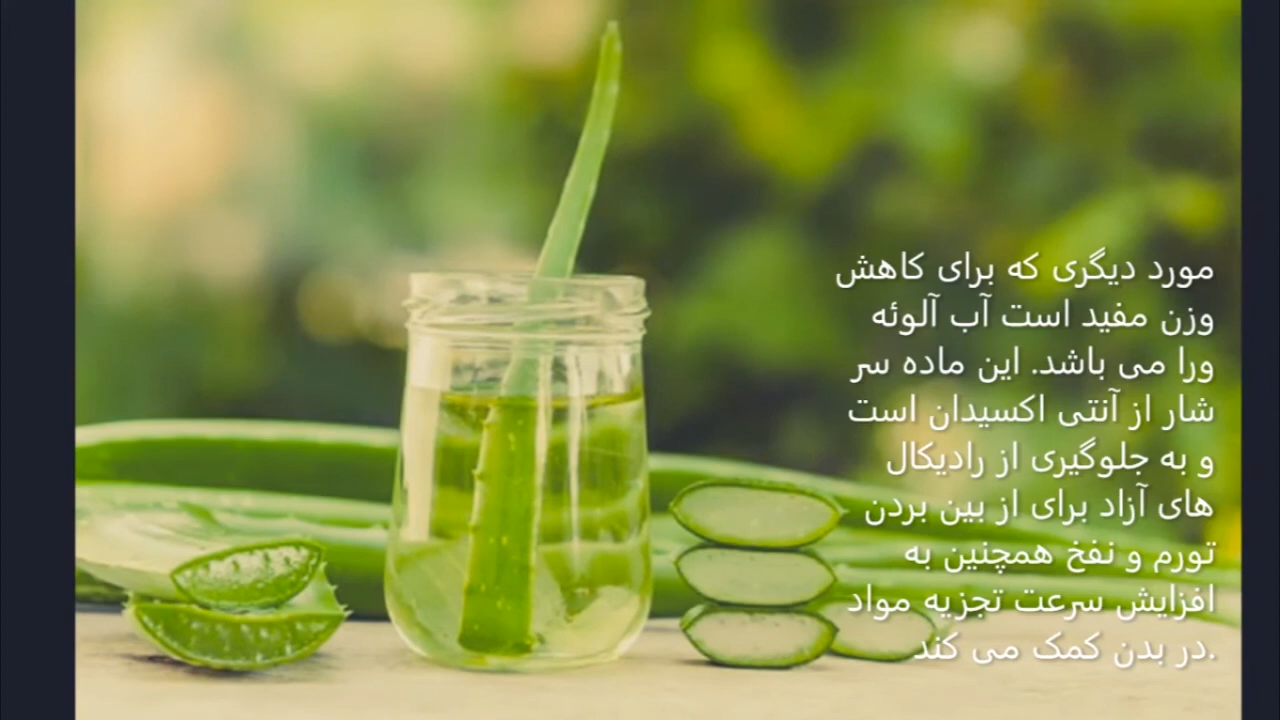 مورد دیگری که برای کاهش
وزن مفید است آب آلوئه
ورا می باشد. این ماده سر
شار از آنتی اکسیدان است
و به جلوگیری از رادیکال
های آزاد برای از بین بردن
تورم و نفخ همچنین به
افزایش سرعت تجزیه مواد
در بدن کمک می کند.